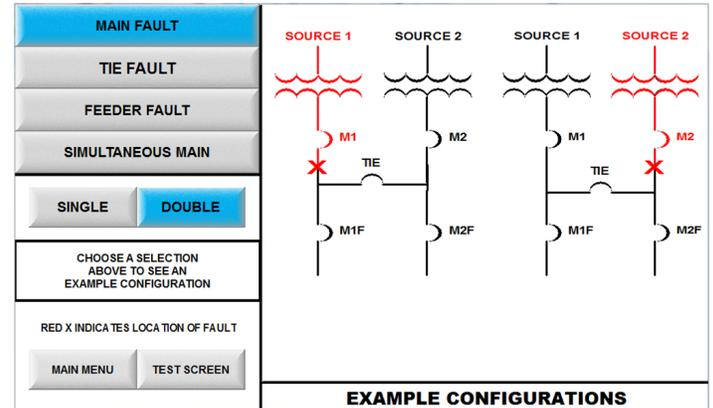 MAIN FAULT
TIE FAULT
FEEDER FAULT
SIMULTANEOUS MAIN
SINGLE
DOUBLE
CHOOSE A SELECTION
ABOVE TO SEE AN
EXAMPLE CONFIGURATION
RED X INDICATES LOCATION OF FAULT
MAIN MENU
TEST SCREEN
SOURCE 1
SOURCE 2
M1
M2
TIE
M1F
M2F
SOURCE 1
SOURCE 2
M1
M2
TIE
M1F
M2F
EXAMPLE CONFIGURATIONS